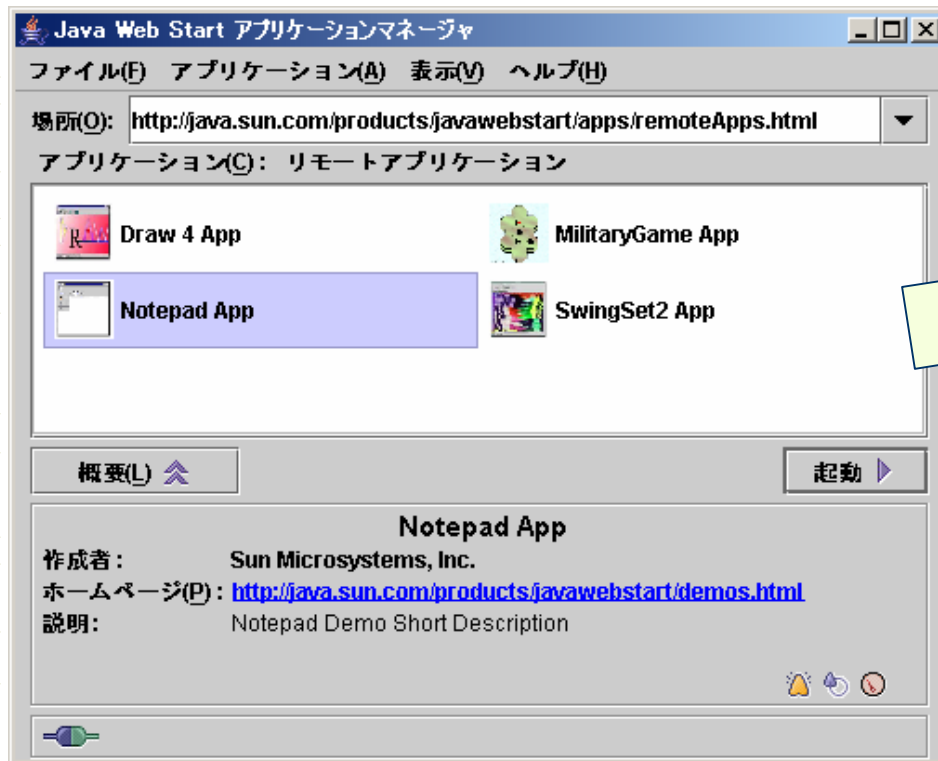 Java Web Start アプリケーションマネージャ
ファイル(F) アプリケーション(A) 表示(V) ヘルプ(H)
場所(O): http://java.sun.com/products/javawebstart/apps/remoteApps.html
アプリケーション(C): リモートアプリケーション
Draw 4 App
MilitaryGame App
Notepad App
SwingSet2 App
概要(L)
起動
Notepad App
作成者: Sun Microsystems, Inc.
ホームページ(P): http://java.sun.com/products/javawebstart/demos.html
説明: Notepad Demo Short Description